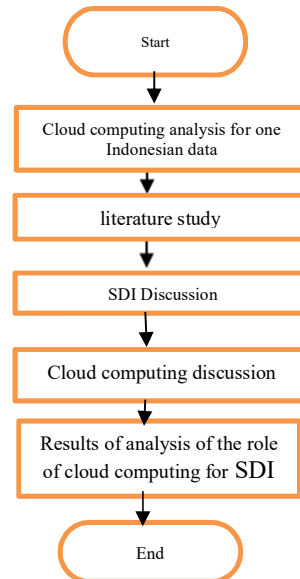 Start
Cloud computing analysis for one
Indonesian data
literature study
SDI Discussion
Cloud computing discussion
Results of analysis of the role
of cloud computing for SDI
End